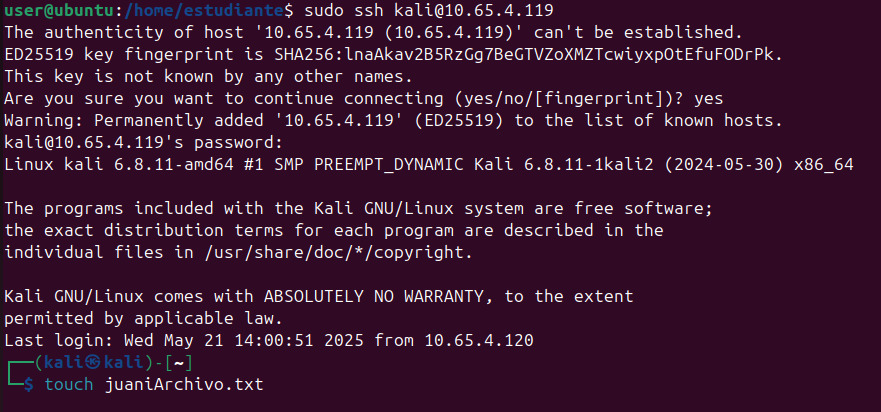 user@ubuntu:/home/estudiante$ sudo ssh kali@10.65.4.119
The authenticity of host '10.65.4.119 (10.65.4.119)' can't be established.
ED25519 key fingerprint is SHA256:lnaAkav2B5RzGg7BeGTVZoXMZTcwiyxpOtEfuFODrPk.
This key is not known by any other names.
Are you sure you want to continue connecting (yes/no/[fingerprint])? yes
Warning: Permanently added '10.65.4.119' (ED25519) to the list of known hosts.
kali@10.65.4.119's password:
Linux kali 6.8.11-amd64 #1 SMP PREEMPT_DYNAMIC Kali 6.8.11-1kali2 (2024-05-30) x86_64
The programs included with the Kali GNU/Linux system are free software;
the exact distribution terms for each program are described in the
individual files in /usr/share/doc/*/copyright.
Kali GNU/Linux comes with ABSOLUTELY NO WARRANTY, to the extent
permitted by applicable law.
Last login: Wed May 21 14:00:51 2025 from 10.65.4.120
┌──(kali㉿kali)-[~]
└─$ touch juaniArchivo.txt